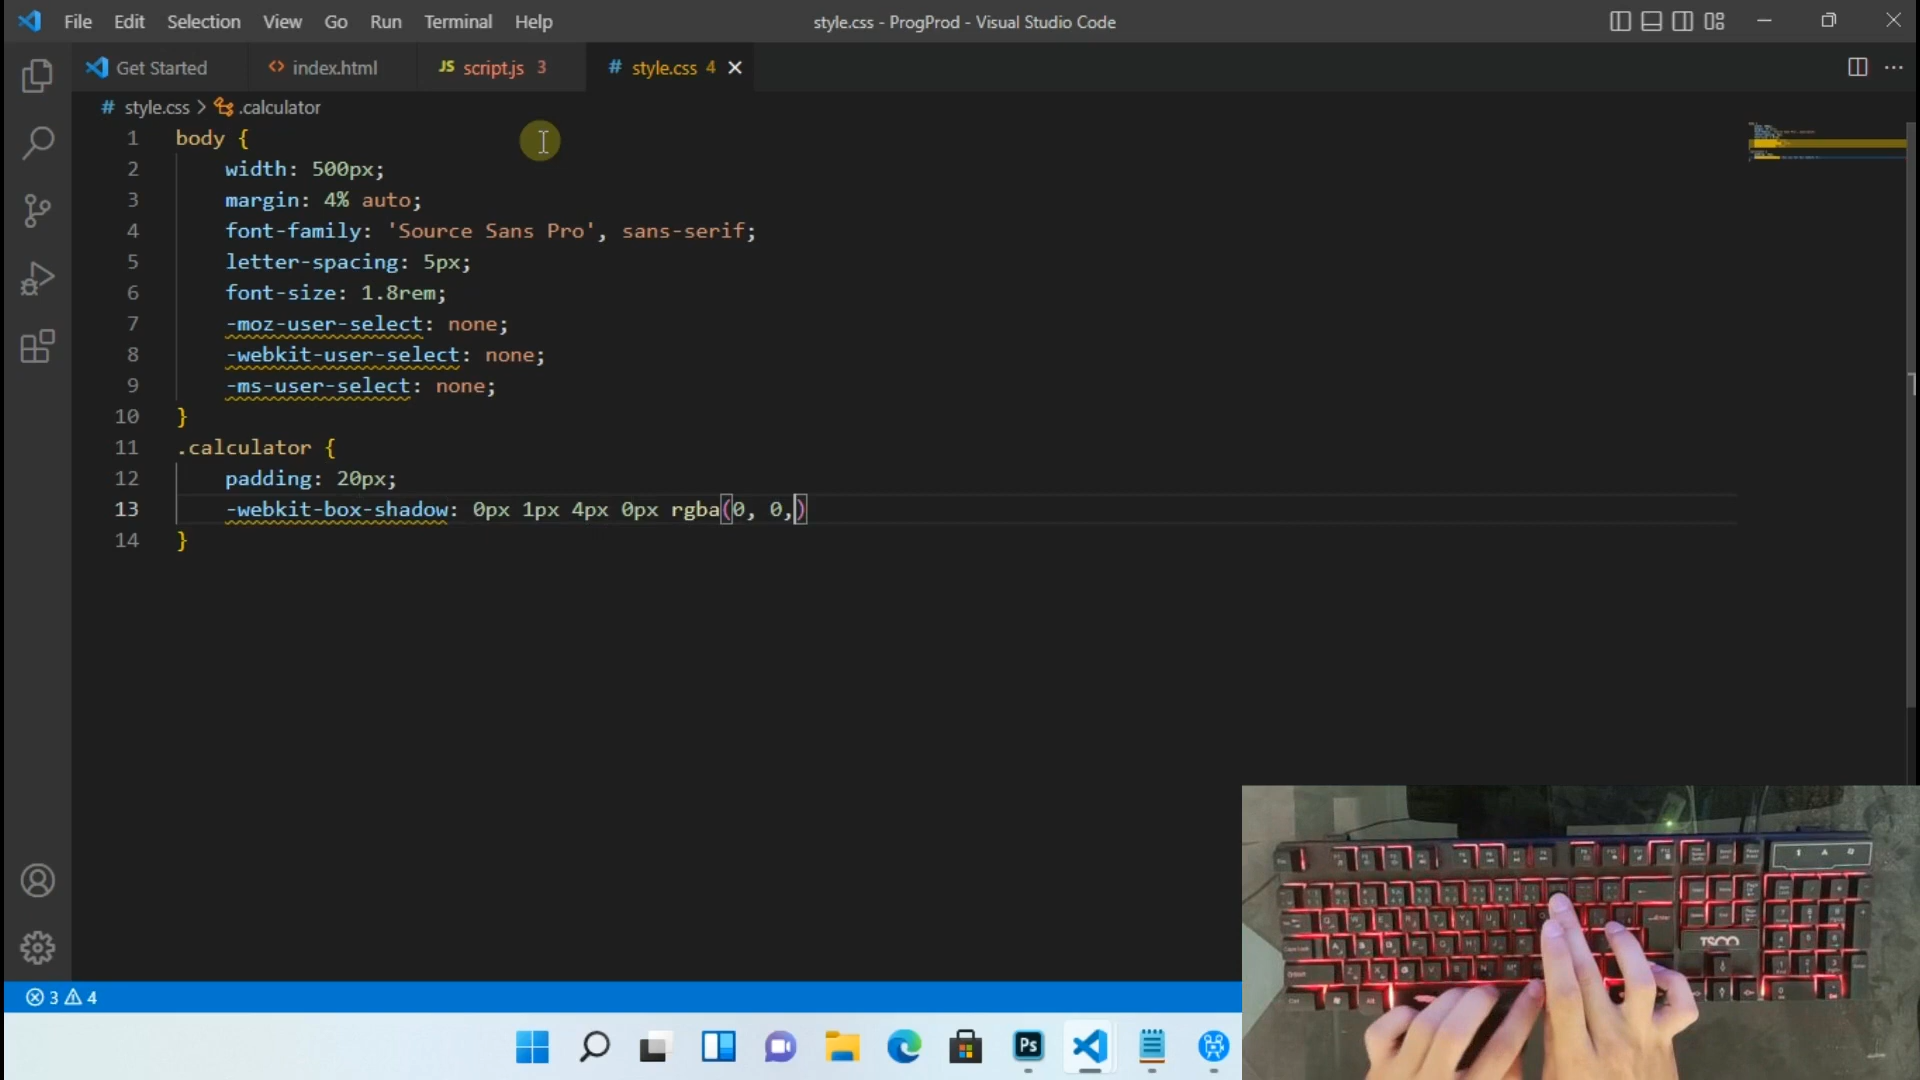 File Edit Selection View Go Run Terminal Help
style.css - ProgProd - Visual Studio Code
Get Started
<> index.html
JS script.js 3
# style.css 4
# style.css > .calculator
1 body {
2 width: 500px;
3 margin: 4% auto;
4 font-family: 'Source Sans Pro', sans-serif;
5 letter-spacing: 5px;
6 font-size: 1.8rem;
7 -moz-user-select: none;
8 -webkit-user-select: none;
9 -ms-user-select: none;
10 }
11 .calculator {
12 padding: 20px;
13 -webkit-box-shadow: 0px 1px 4px 0px rgba(0, 0,)
14 }
3 4
Ps
TSCO